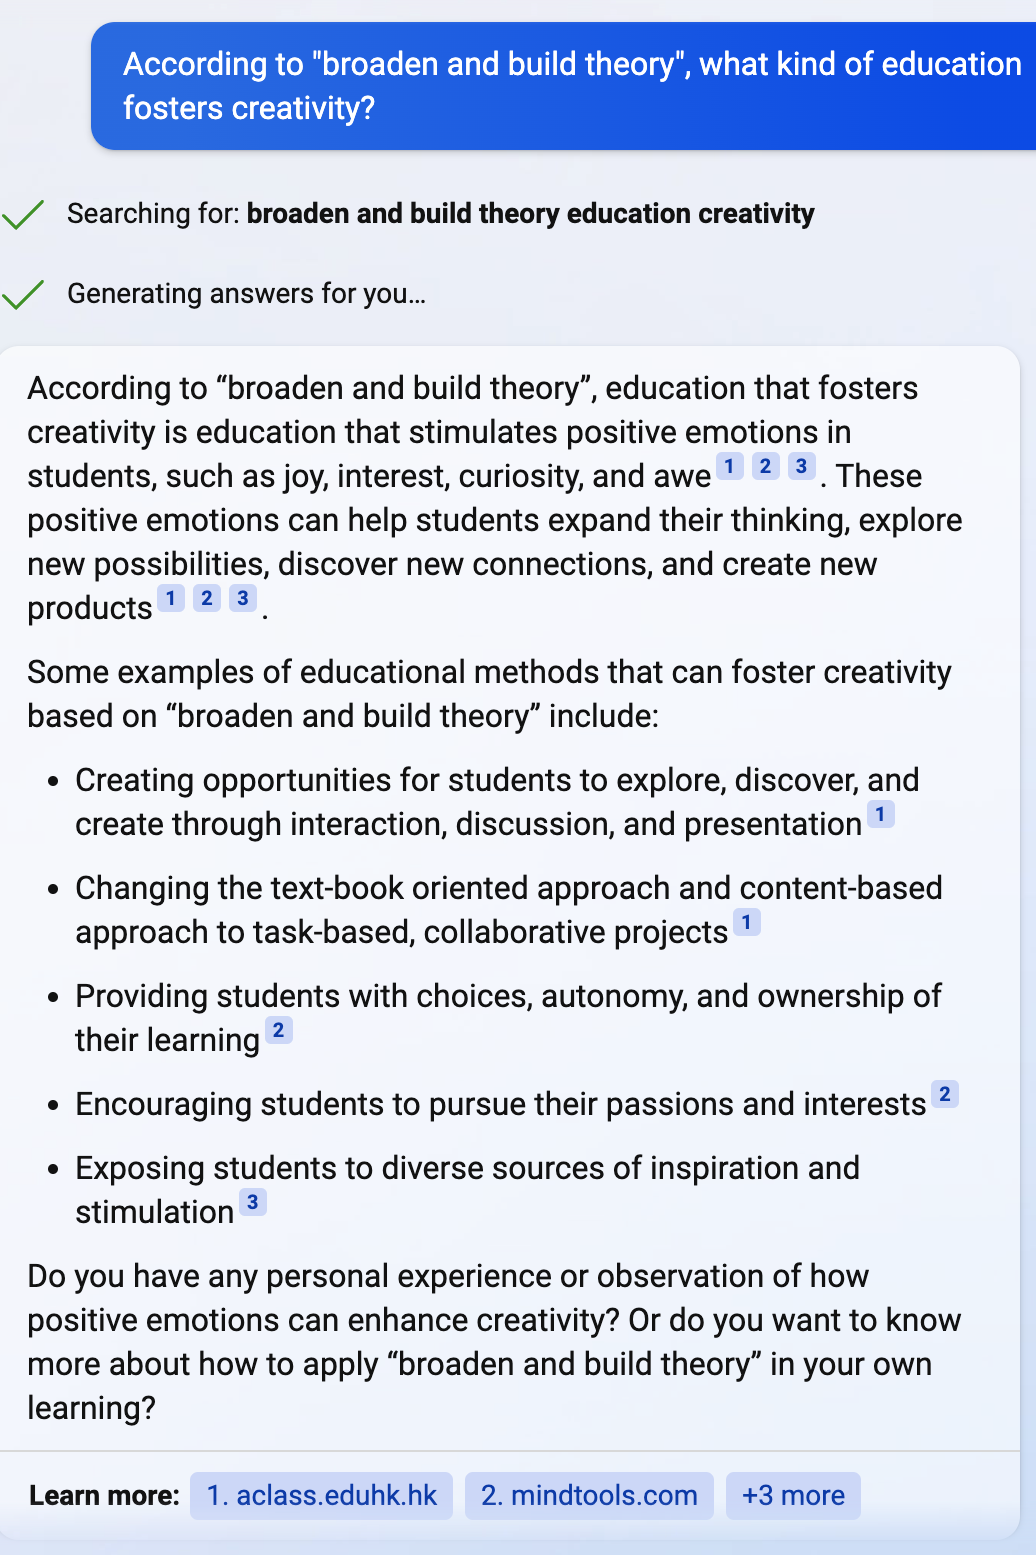 According to "broaden and build theory", what kind of education
fosters creativity?
Searching for: broaden and build theory education creativity
Generating answers for you...
According to “broaden and build theory”, education that fosters
creativity is education that stimulates positive emotions in
students, such as joy, interest, curiosity, and awe 1 2 3 . These
positive emotions can help students expand their thinking, explore
new possibilities, discover new connections, and create new
products 1 2 3 .
Some examples of educational methods that can foster creativity
based on “broaden and build theory” include:
• Creating opportunities for students to explore, discover, and
create through interaction, discussion, and presentation 1
• Changing the text-book oriented approach and content-based
approach to task-based, collaborative projects 1
• Providing students with choices, autonomy, and ownership of
their learning 2
• Encouraging students to pursue their passions and interests 2
• Exposing students to diverse sources of inspiration and
stimulation 3
Do you have any personal experience or observation of how
positive emotions can enhance creativity? Or do you want to know
more about how to apply “broaden and build theory” in your own
learning?
Learn more: 1. aclass.eduhk.hk 2. mindtools.com +3 more